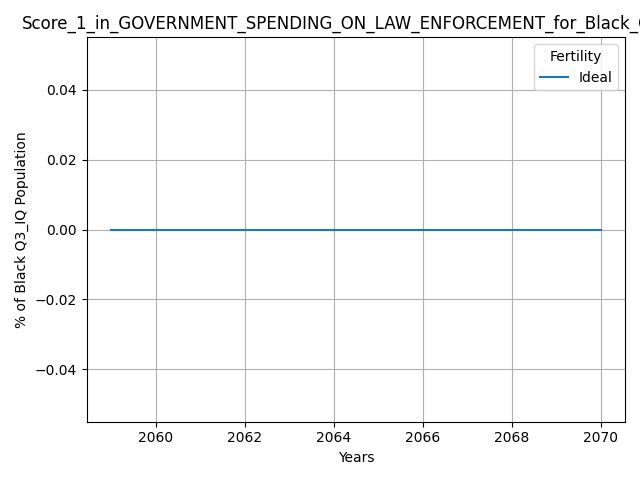 Score_1_in_GOVERNMENT_SPENDING_ON_LAW_ENFORCEMENT_for_Black_
Fertility
Ideal
0.04
0.02
0.00
−0.02
−0.04
% of Black Q3_IQ Population
2060 2062 2064 2066 2068 2070
Years